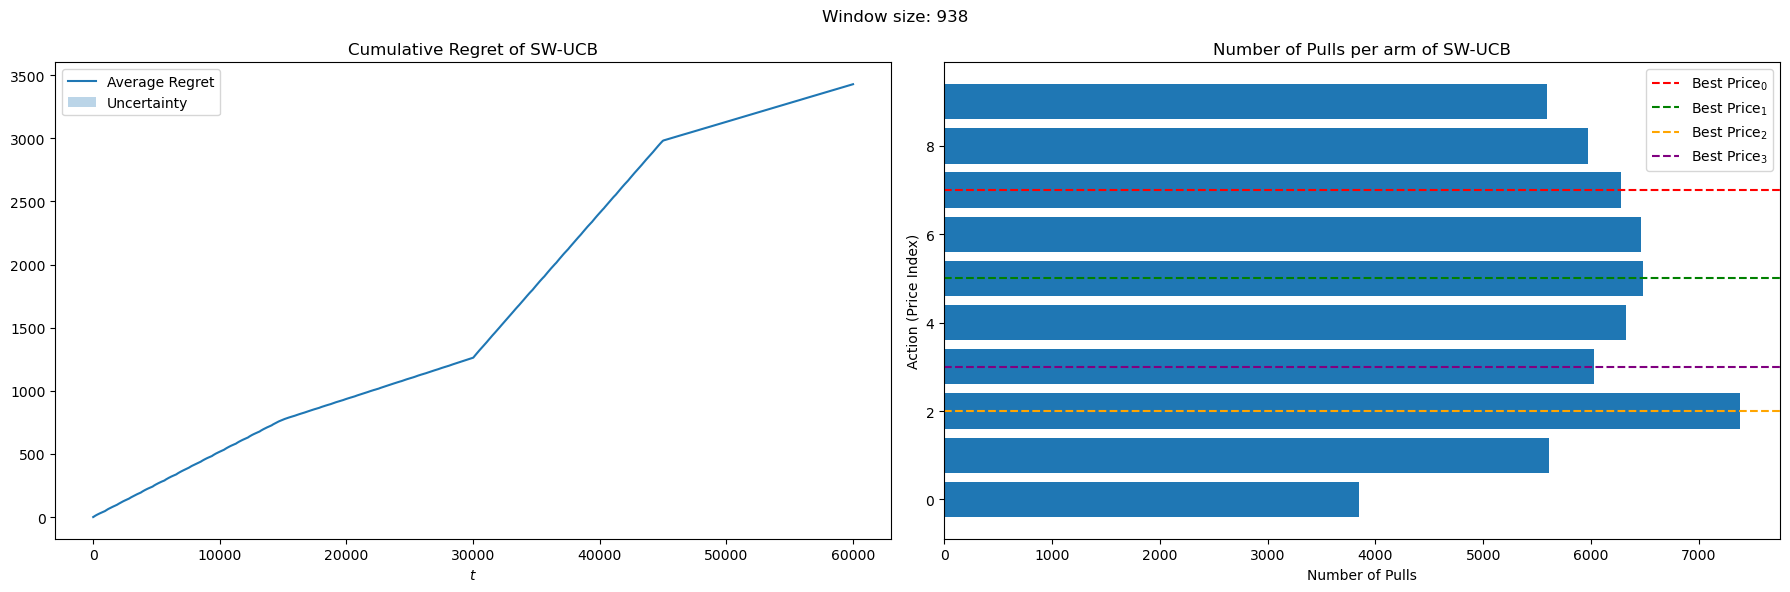 Window size: 938
Cumulative Regret of SW-UCB
3500
3000
2500
2000
1500
1000
500
0
Average Regret
Uncertainty
0 10000 20000 30000 40000 50000 60000
t
Number of Pulls per arm of SW-UCB
Action (Price Index)
8
6
4
2
0
Best Price₀
Best Price₁
Best Price₂
Best Price₃
0 1000 2000 3000 4000 5000 6000 7000
Number of Pulls